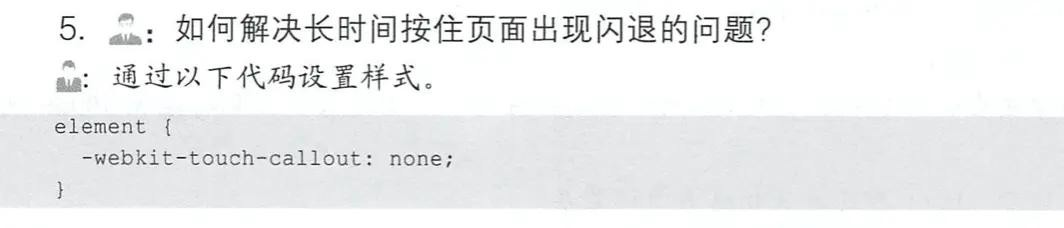 5. ：如何解决长时间按住页面出现闪退的问题?
：通过以下代码设置样式。
element {
  -webkit-touch-callout: none;
}